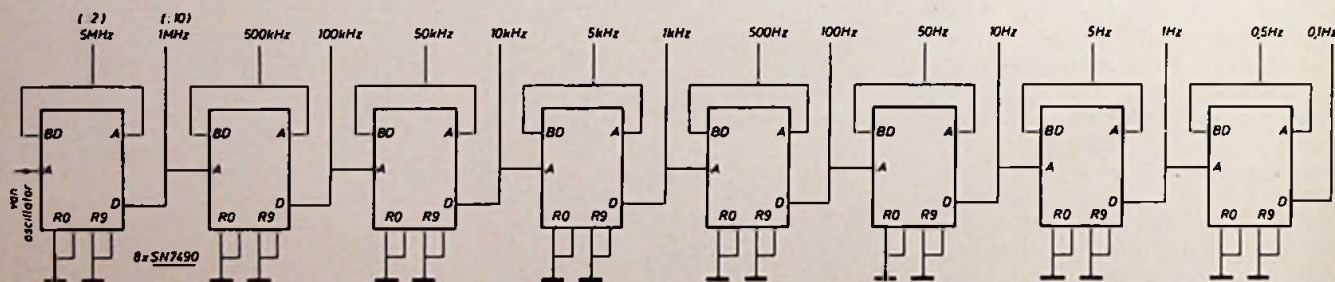 (:2) (:10)
5MHz 1MHz 500kHz 100kHz 50kHz 10kHz 5kHz 1kHz 500Hz 100Hz 50Hz 10Hz 5Hz 1Hz 0,5Hz 0,1Hz
BD A BD A BD A BD A BD A BD A BD A BD A
A A A A A A A A
van
oscillator
D D D D D D D D
R0 R9 R0 R9 R0 R9 R0 R9 R0 R9 R0 R9 R0 R9 R0 R9
8x SN7490